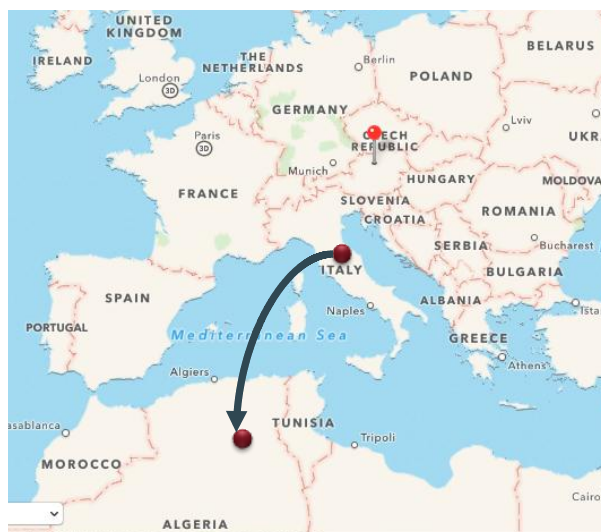 UNITED
KINGDOM
IRELAND
London
3D
THE
NETHERLANDS
Berlin
BELARUS
POLAND
GERMANY
Lviv
UKR
Paris
3D
CZECH
REPUBLIC
Munich
FRANCE
HUNGARY
MOLDOVA
SLOVENIA
CROATIA
ROMANIA
Bucharest
SERBIA
ITALY
BULGARIA
SPAIN
Naples
ALBANIA
Ista
PORTUGAL
Mediterranean Sea
GREECE
Athens
Algiers
TUNISIA
asablanca
Tripoli
MOROCCO
Cairo
ALGERIA